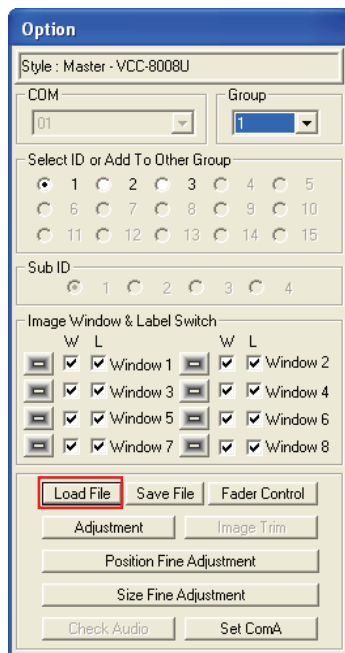 Option
Style : Master - VCC-8008U
COM Group
01 1
Select ID or Add To Other Group
1 2 3 4 5
6 7 8 9 10
11 12 13 14 15
Sub ID
1 2 3 4
Image Window & Label Switch
W L W L
Window 1 Window 2
Window 3 Window 4
Window 5 Window 6
Window 7 Window 8
Load File Save File Fader Control
Adjustment Image Trim
Position Fine Adjustment
Size Fine Adjustment
Check Audio Set ComA